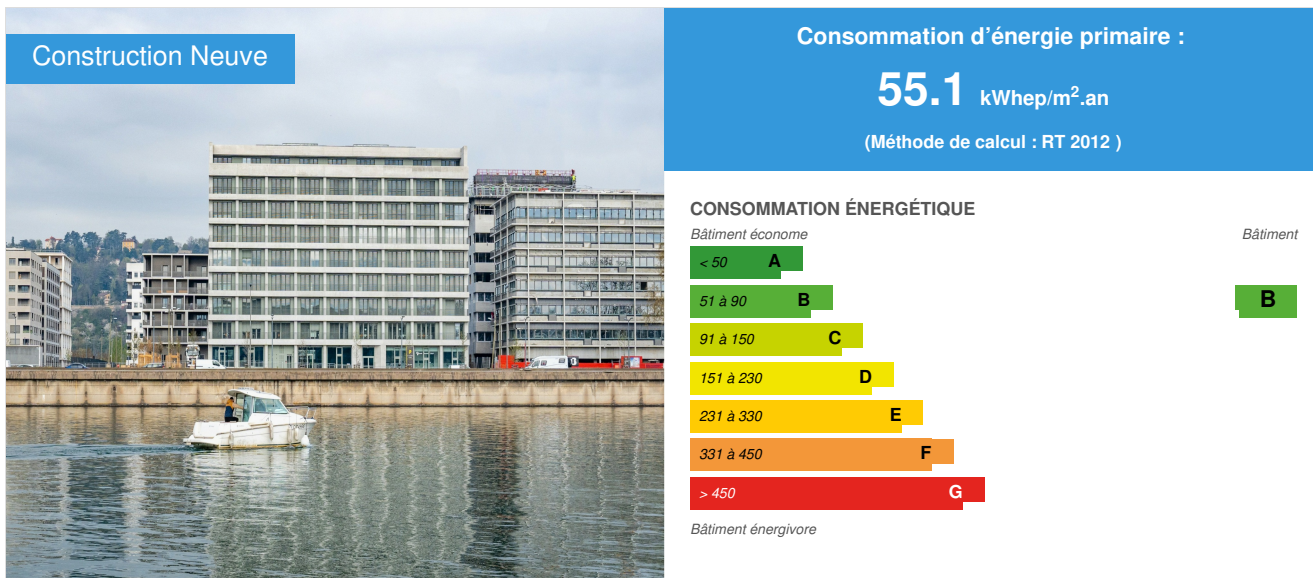 Construction Neuve
Consommation d'énergie primaire :
55.1 kWhep/m².an
(Méthode de calcul : RT 2012 )
CONSOMMATION ÉNERGÉTIQUE
Bâtiment économe
Bâtiment
< 50 A
51 à 90 B
B
91 à 150 C
151 à 230 D
231 à 330 E
331 à 450 F
> 450 G
Bâtiment énergivore